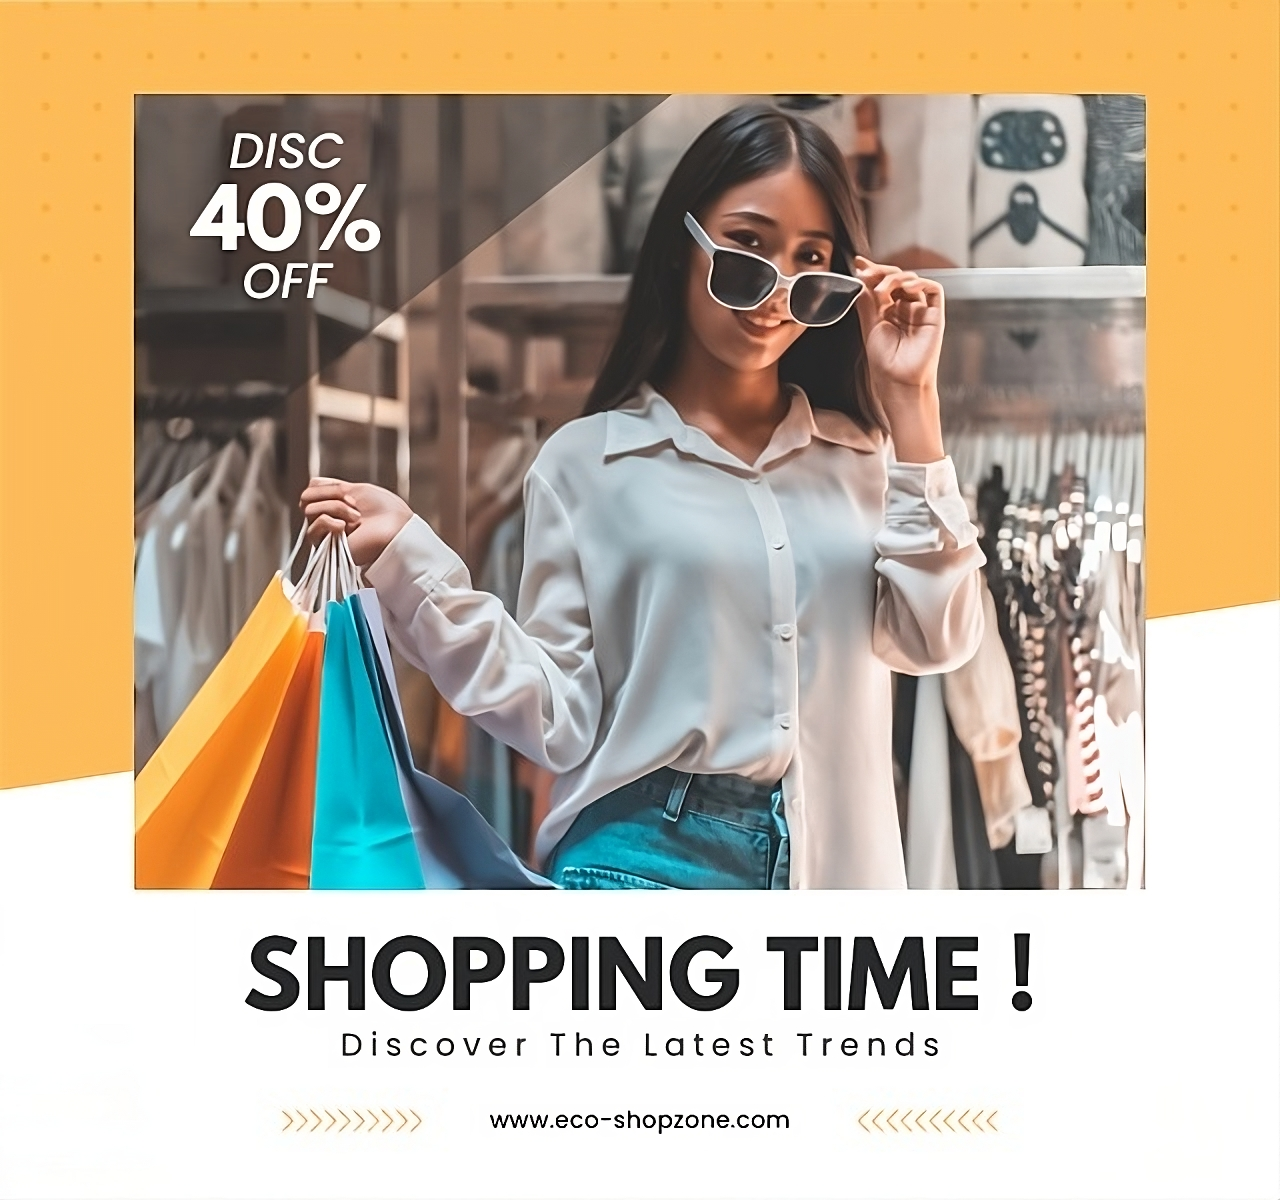 DISC
40%
OFF
SHOPPING TIME !
Discover The Latest Trends
www.eco-shopzone.com